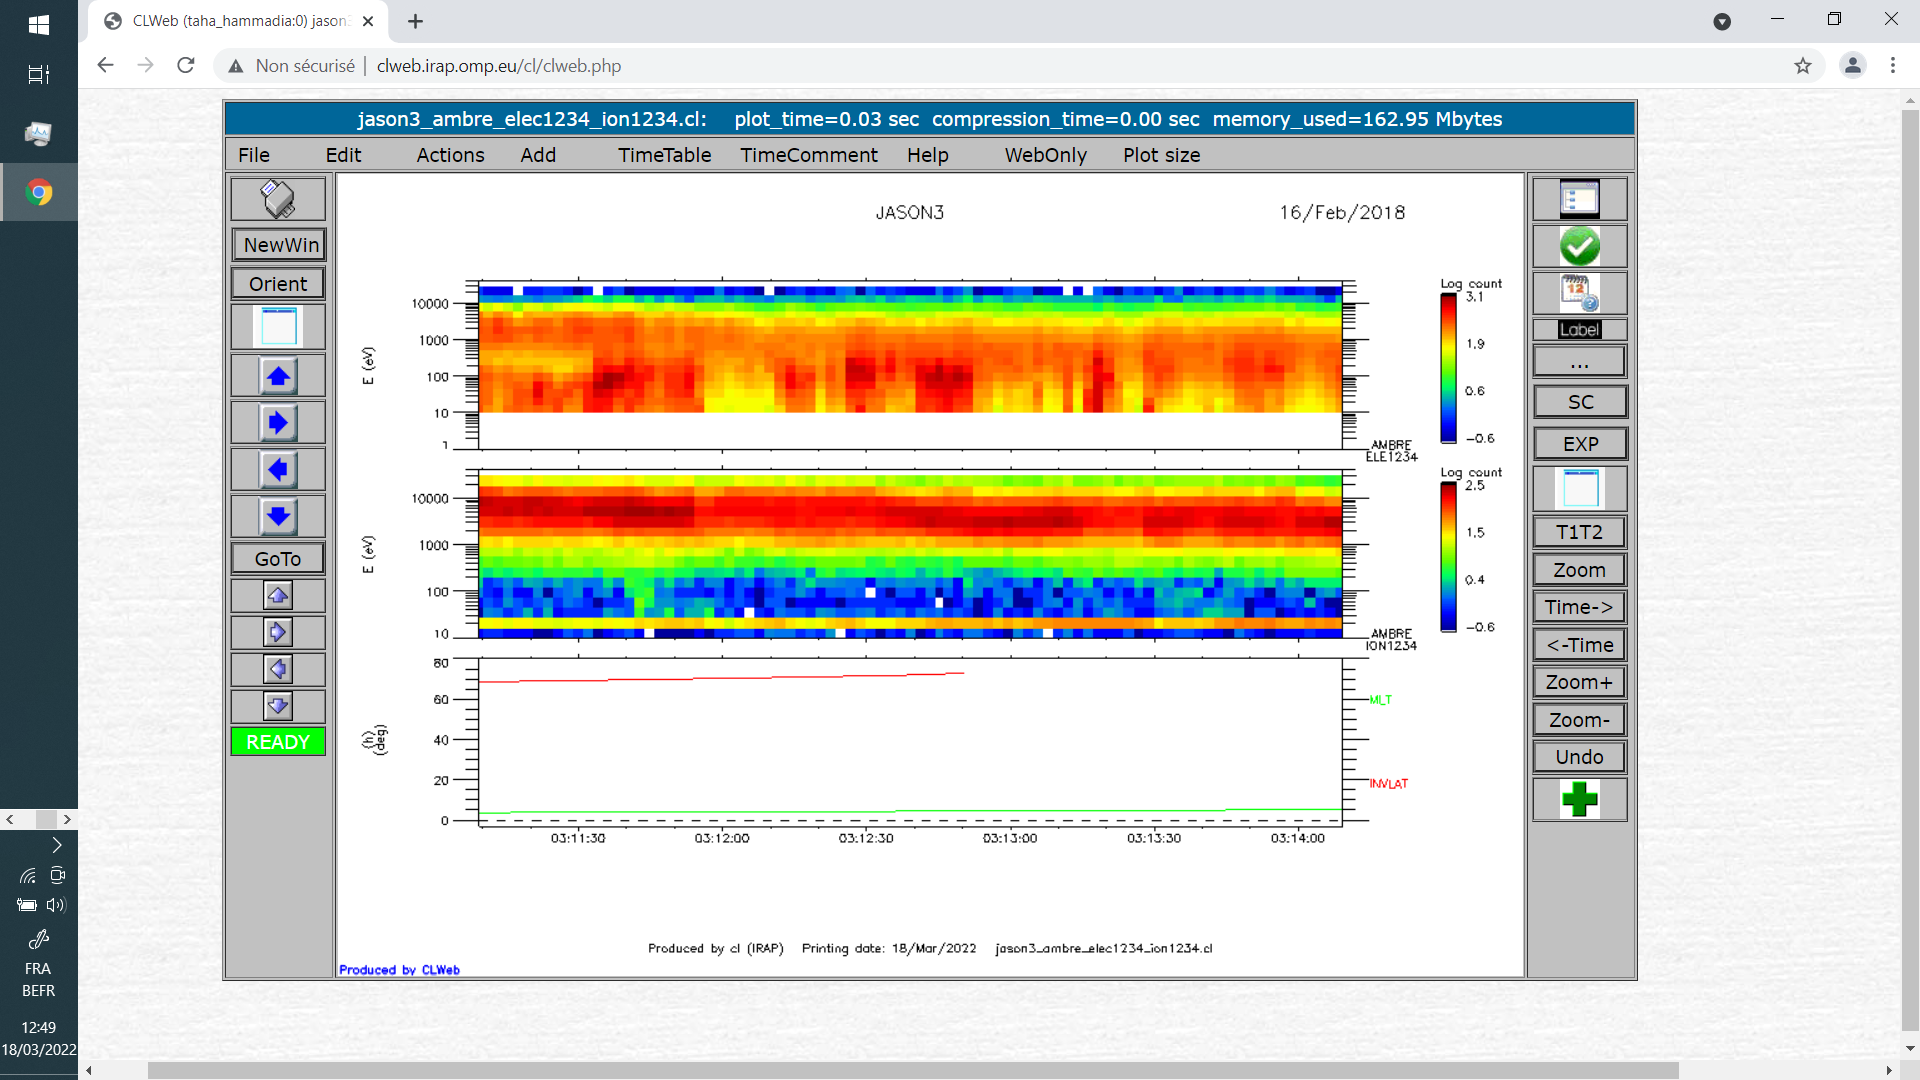 CLWeb (taha_hammadia:0) jason3
Non sécurisé | clweb.irap.omp.eu/cl/clweb.php
jason3_ambre_elec1234_ion1234.cl: plot_time=0.03 sec compression_time=0.00 sec memory_used=162.95 Mbytes
File Edit Actions Add TimeTable TimeComment Help WebOnly Plot size
NewWin
Orient
GoTo
READY
JASON3 16/Feb/2018
E (eV)
10000
1000
100
10
1
AMBRE
ELE1234
Log count
3.1
1.9
0.6
-0.6
E (eV)
10000
1000
100
10
AMBRE
ION1234
Log count
2.5
1.5
0.4
-0.6
(h)
(deg)
80
60
40
20
0
MLT
INVLAT
03:11:30 03:12:00 03:12:30 03:13:00 03:13:30 03:14:00
Produced by cl (IRAP) Printing date: 18/Mar/2022 jason3_ambre_elec1234_ion1234.cl
Produced by CLWeb
12
Label
...
SC
EXP
T1T2
Zoom
Time->
<-Time
Zoom+
Zoom-
Undo
FRA
BEFR
12:49
18/03/2022